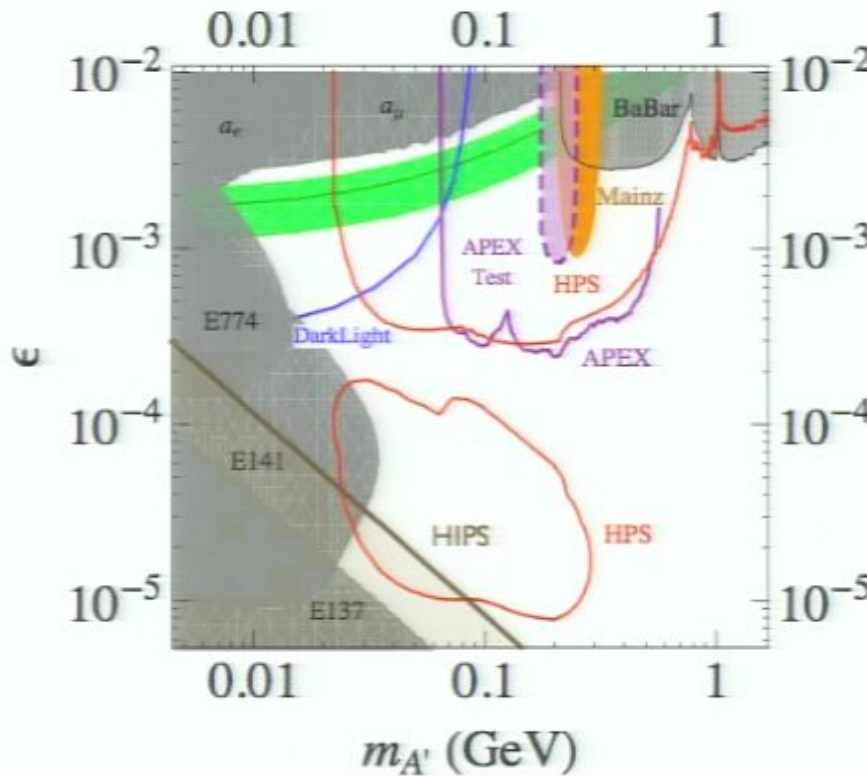 0.01 0.1 1
10⁻² 10⁻²
a_e a_μ BaBar
Mainz
10⁻³ 10⁻³
APEX
Test
HPS
E774 DarkLight
APEX
ϵ
10⁻⁴ 10⁻⁴
E141
HIPS HPS
10⁻⁵ 10⁻⁵
E137
0.01 0.1 1
m_A' (GeV)